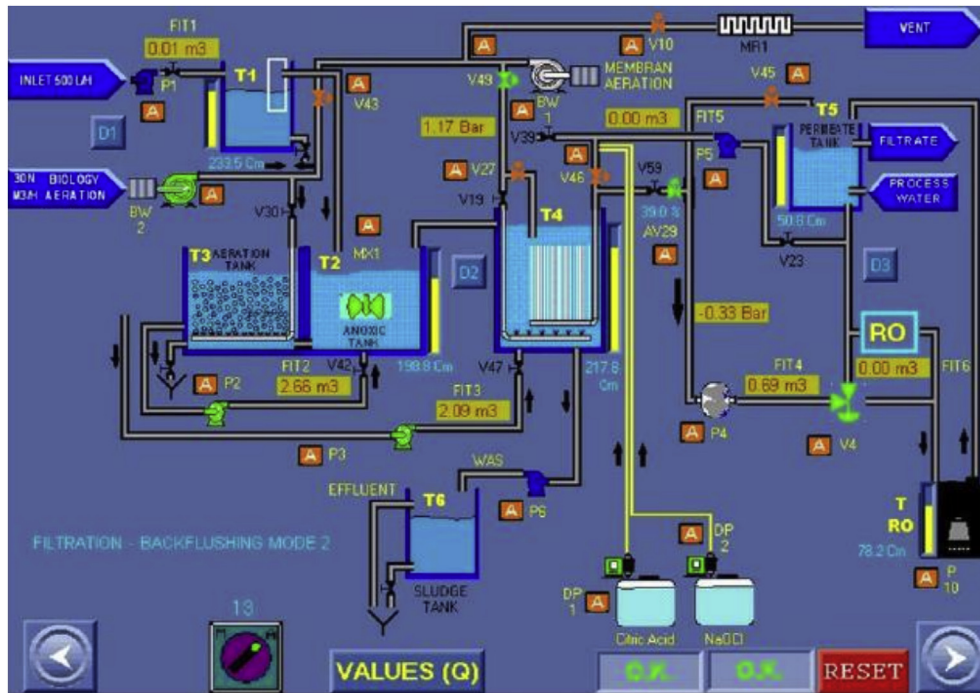 FIT1
0.01 m3
INLET 500 L/H
P1
A
T1
A
V43
D1
233.5 Cm
30N BIOLOGY
M3/H AERATION
BW
2
A
V30
A
V49
A
V10
MR1
VENT
MEMBRAN
AERATION
A
BW
1
1.17 Bar
V39
0.00 m3
FIT5
V45
A
T5
PERMEATE
TANK
FILTRATE
PROCESS
WATER
50.8 Cm
P5
A
A
V27
A
V46
V59
39.0 %
AV29
A
V19
T4
V23
D3
T3
AERATION
TANK
T2
A
MX1
ANOXIC
TANK
D2
-0.33 Bar
RO
0.00 m3
FIT6
FIT2
2.66 m3
V42
198.8 Cm
V47
217.8
Cm
FIT4
0.69 m3
A
P2
FIT3
2.09 m3
A
P3
A
P4
A
V4
WAS
A
P6
EFFLUENT
T6
SLUDGE
TANK
T
RO
78.2 Cm
A
P
10
FILTRATION - BACKFLUSHING MODE 2
A
DP
2
DP
1
A
Citric Acid
NaOCl
13
M
A
VALUES (Q)
O.K.
O.K.
RESET